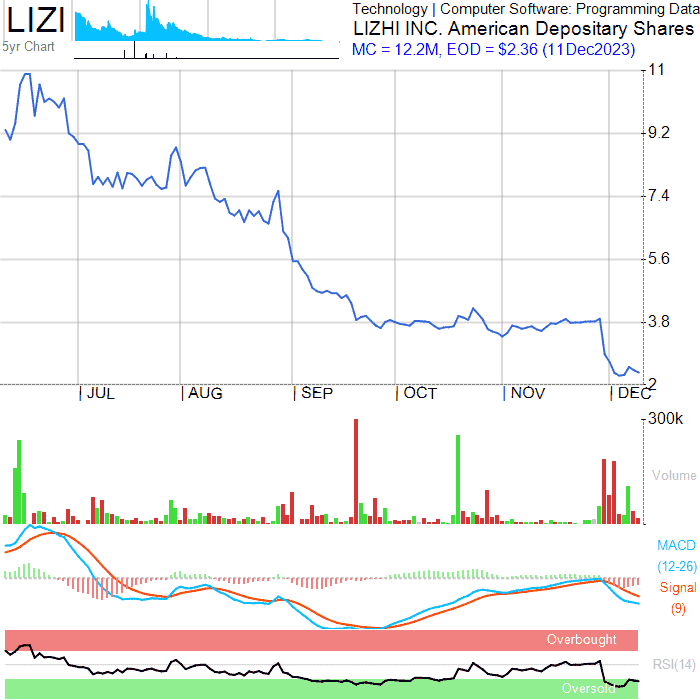 LIZI
5yr Chart
Technology | Computer Software: Programming Data
LIZHI INC. American Depositary Shares
MC = 12.2M, EOD = $2.36 (11Dec2023)
11
9.2
7.4
5.6
3.8
2
JUL AUG SEP OCT NOV DEC
300k
Volume
MACD
(12-26)
Signal
(9)
Overbought
RSI(14)
Oversold